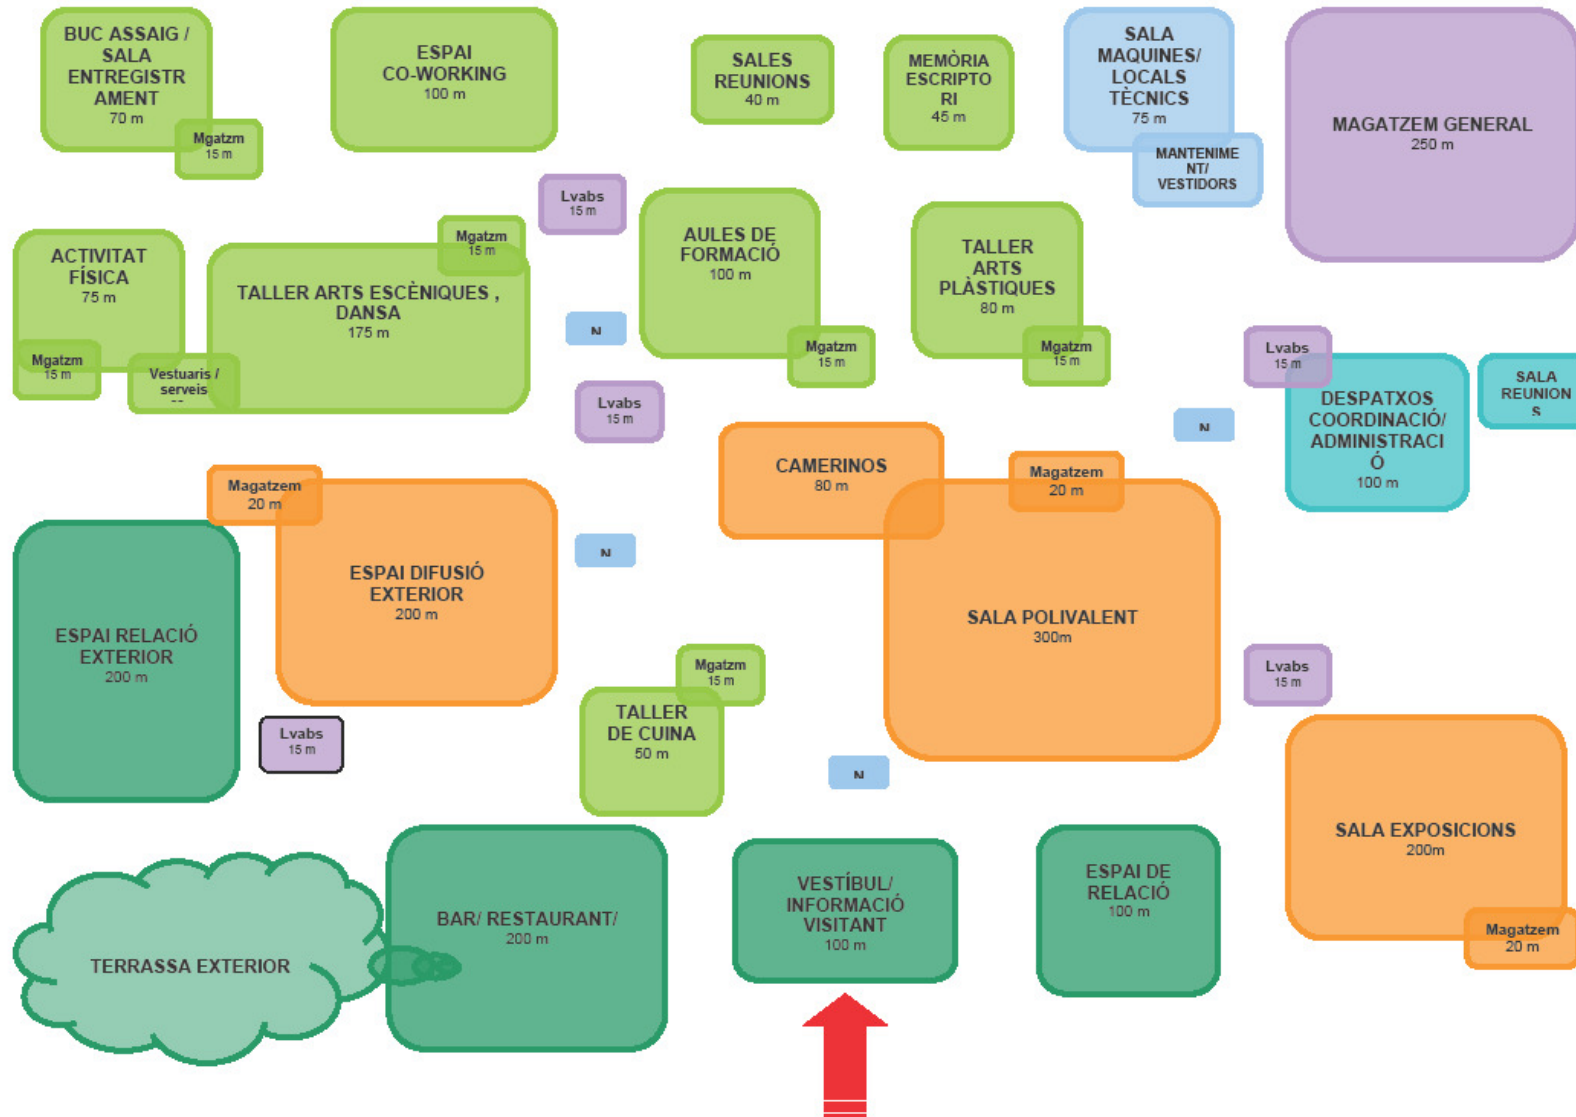 BUC ASSAIG /
SALA
ENTREGISTR
AMENT
70 m
Mgatzm
15 m
ESPAI
CO-WORKING
100 m
SALES
REUNIONS
40 m
MEMÒRIA
ESCRIPTO
RI
45 m
SALA
MAQUINES/
LOCALS
TÈCNICS
75 m
MANTENIME
NT/
VESTIDORS
MAGATZEM GENERAL
250 m
Lvabs
15 m
ACTIVITAT
FÍSICA
75 m
Mgatzm
15 m
Vestuaris /
serveis
Mgatzm
15 m
TALLER ARTS ESCÈNIQUES ,
DANSA
175 m
N
AULES DE
FORMACIÓ
100 m
Mgatzm
15 m
TALLER
ARTS
PLÀSTIQUES
80 m
Mgatzm
15 m
Lvabs
15 m
DESPATXOS
COORDINACIÓ/
ADMINISTRACI
Ó
100 m
SALA
REUNION
S
Lvabs
15 m
N
Magatzem
20 m
ESPAI DIFUSIÓ
EXTERIOR
200 m
N
CAMERINOS
80 m
Magatzem
20 m
SALA POLIVALENT
300m
ESPAI RELACIÓ
EXTERIOR
200 m
Lvabs
15 m
Mgatzm
15 m
TALLER
DE CUINA
50 m
N
Lvabs
15 m
SALA EXPOSICIONS
200m
Magatzem
20 m
TERRASSA EXTERIOR
BAR/ RESTAURANT/
200 m
VESTÍBUL/
INFORMACIÓ
VISITANT
100 m
ESPAI DE
RELACIÓ
100 m